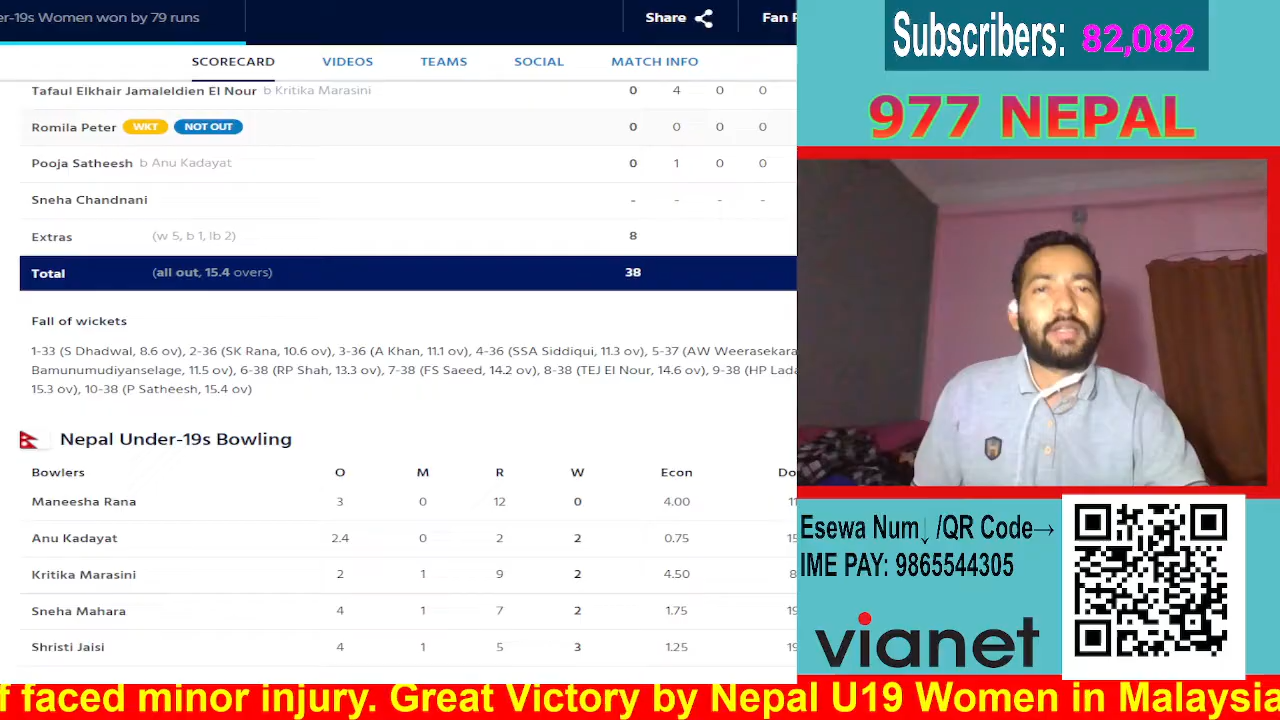 er-19s Women won by 79 runs
Share
Fan
SCORECARD VIDEOS TEAMS SOCIAL MATCH INFO
Tafaul Elkhair Jamaleldien El Nour b Kritika Marasini 0 4 0 0
Romila Peter WKT NOT OUT 0 0 0 0
Pooja Satheesh b Anu Kadayat 0 1 0 0
Sneha Chandnani - - - -
Extras (w 5, b 1, lb 2) 8
Total (all out, 15.4 overs) 38
Fall of wickets
1-33 (S Dhadwal, 8.6 ov), 2-36 (SK Rana, 10.6 ov), 3-36 (A Khan, 11.1 ov), 4-36 (SSA Siddiqui, 11.3 ov), 5-37 (AW Weerasekara
Bamunumudiyanselage, 11.5 ov), 6-38 (RP Shah, 13.3 ov), 7-38 (FS Saeed, 14.2 ov), 8-38 (TEJ El Nour, 14.6 ov), 9-38 (HP Lada
15.3 ov), 10-38 (P Satheesh, 15.4 ov)
Nepal Under-19s Bowling
Bowlers O M R W Econ Do
Maneesha Rana 3 0 12 0 4.00 11
Anu Kadayat 2.4 0 2 2 0.75 15
Kritika Marasini 2 1 9 2 4.50 8
Sneha Mahara 4 1 7 2 1.75 19
Shristi Jaisi 4 1 5 3 1.25 19
Subscribers: 82,082
977 NEPAL
Esewa Num↓ /QR Code→
IME PAY: 9865544305
vianet
f faced minor injury. Great Victory by Nepal U19 Women in Malaysia